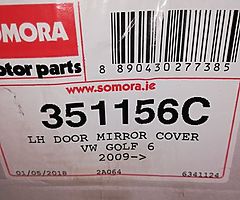 SOMORA
motor parts
8 890430 277385
www.somora.ie
351156C
LH DOOR MIRROR COVER
VW GOLF 6
2009->
01/05/2018 2A064 6341124